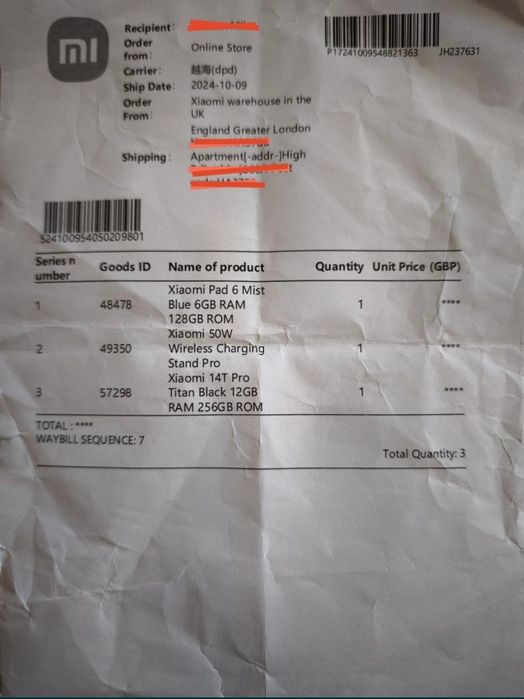 mi
Recipient:
Order from: Online Store
Carrier: 越海(dpd)
Ship Date: 2024-10-09
Order From: Xiaomi warehouse in the UK
England Greater London
Shipping: Apartment[-addr-]High
P17241009548821363 JH237631
S24100954050209801
Series n umber Goods ID Name of product Quantity Unit Price (GBP)
1 48478 Xiaomi Pad 6 Mist Blue 6GB RAM 128GB ROM 1 ****
2 49350 Xiaomi 50W Wireless Charging Stand Pro 1 ****
3 57298 Xiaomi 14T Pro Titan Black 12GB RAM 256GB ROM 1 ****
TOTAL : ****
WAYBILL SEQUENCE: 7
Total Quantity: 3